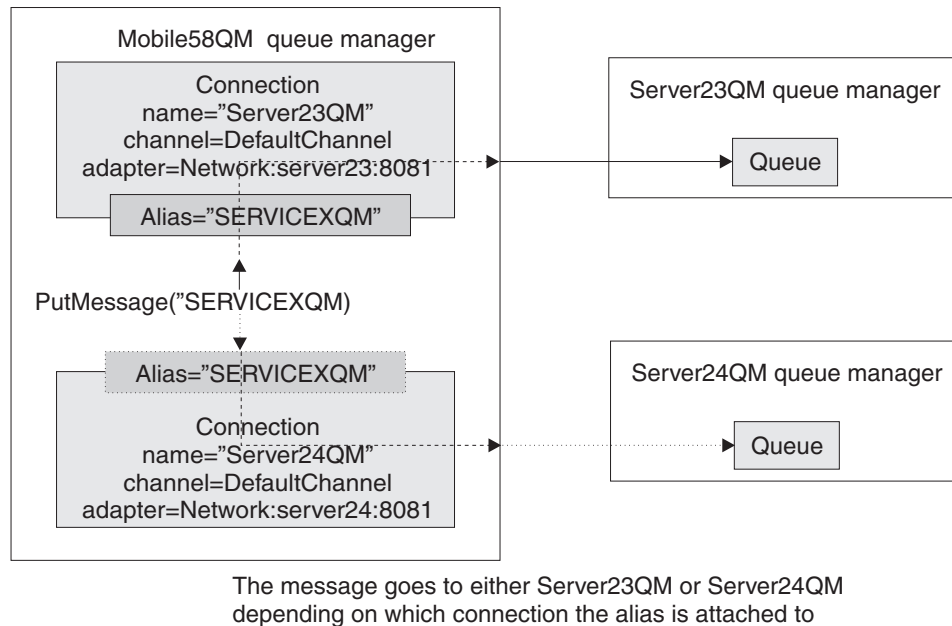 Mobile58QM queue manager
Connection
name=”Server23QM”
channel=DefaultChannel
adapter=Network:server23:8081
Alias=”SERVICEXQM”
PutMessage(”SERVICEXQM)
Alias=”SERVICEXQM”
Connection
name=”Server24QM”
channel=DefaultChannel
adapter=Network:server24:8081
Server23QM queue manager
Queue
Server24QM queue manager
Queue
The message goes to either Server23QM or Server24QM
depending on which connection the alias is attached to